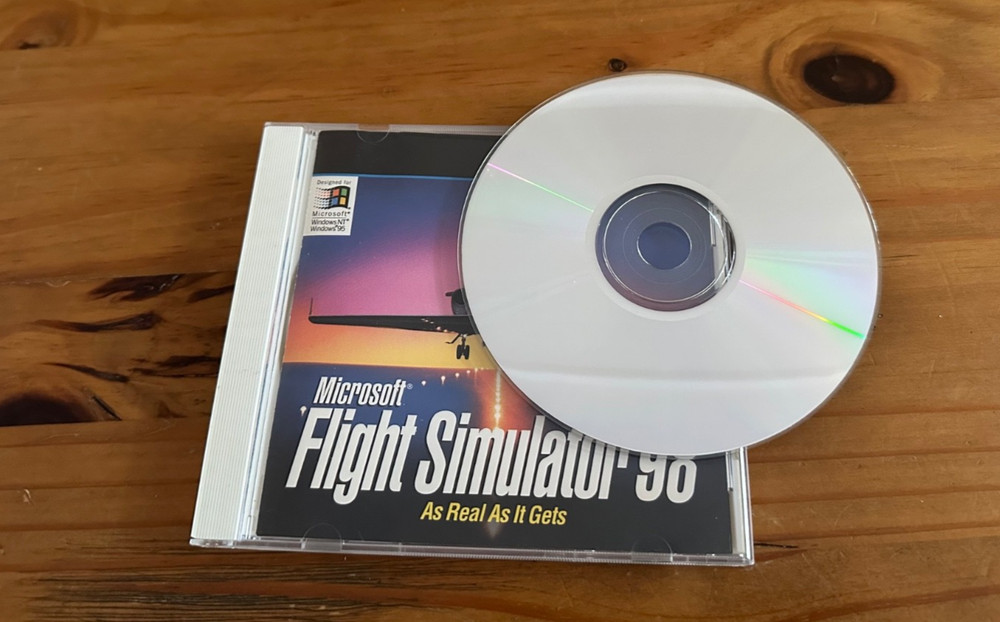 Designed for
Microsoft®
Windows NT®
Windows®95
Microsoft®
Flight Simulator 98
As Real As It Gets